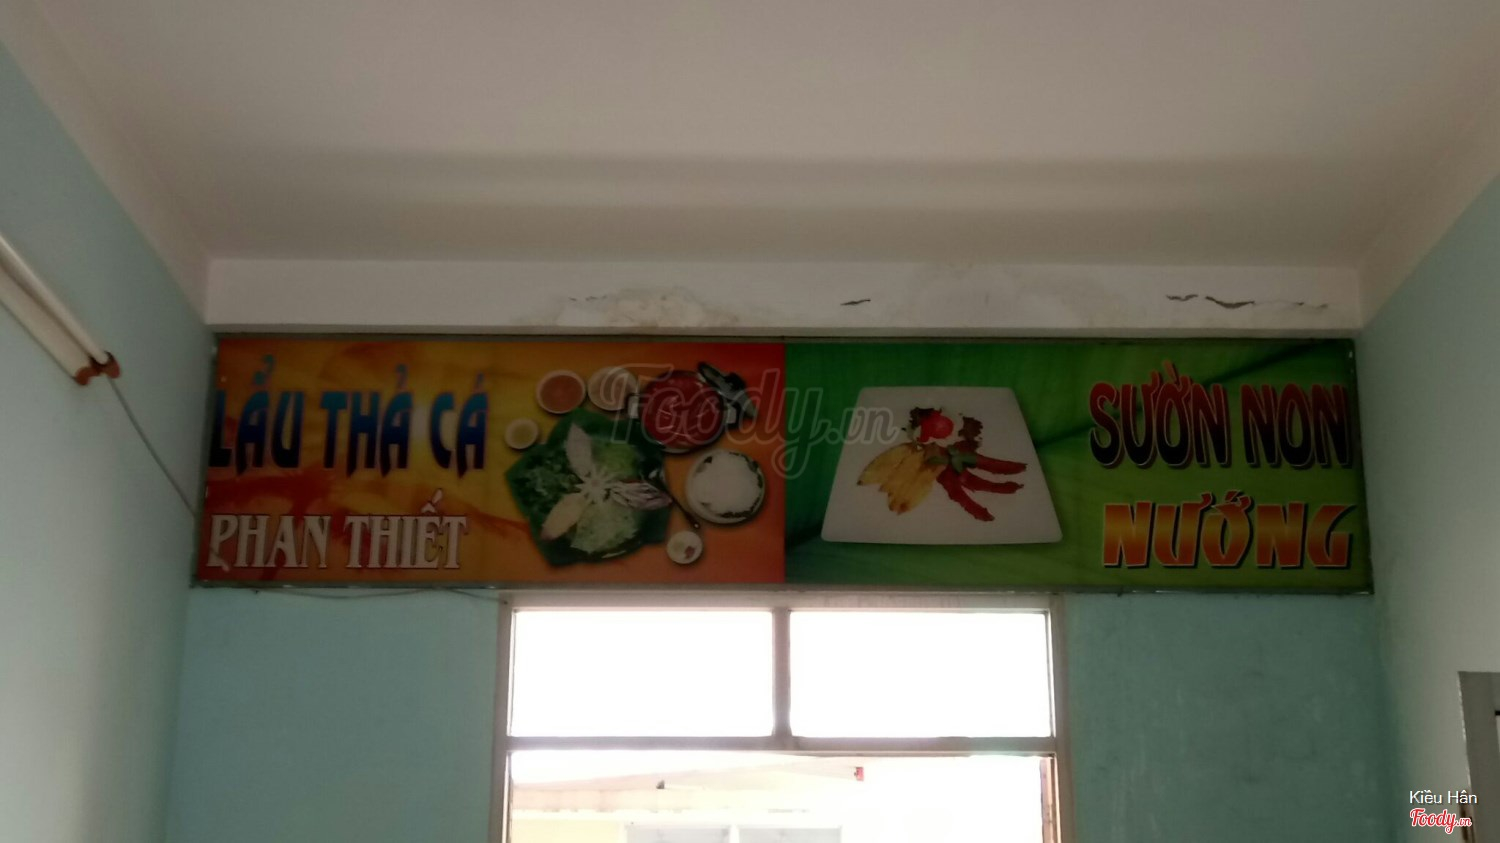 LẨU THẢ CÁ
PHAN THIẾT
SƯỜN NON
NƯỚNG
Foody.vn
Kiều Hân
Foody.vn